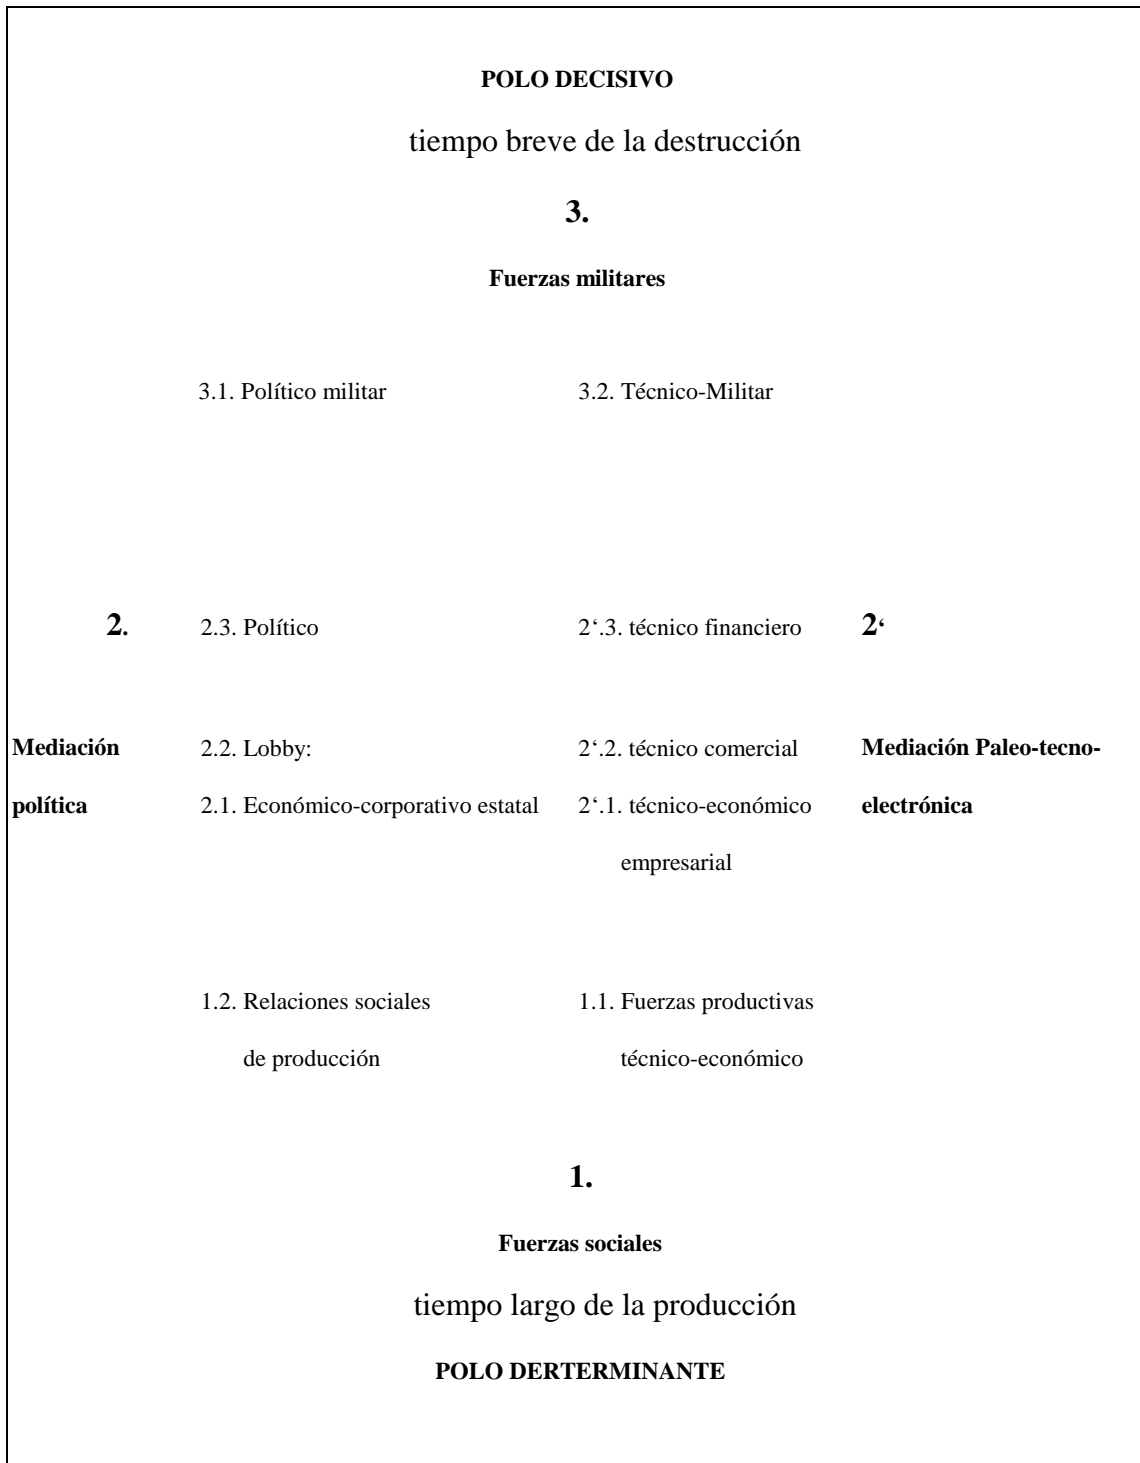 POLO DECISIVO
tiempo breve de la destrucción
3.
Fuerzas militares
3.1. Político militar 3.2. Técnico-Militar
2. 2.3. Político 2‘.3. técnico financiero 2‘
Mediación 2.2. Lobby: 2‘.2. técnico comercial Mediación Paleo-tecno-
política 2.1. Económico-corporativo estatal 2‘.1. técnico-económico electrónica
empresarial
1.2. Relaciones sociales 1.1. Fuerzas productivas
de producción técnico-económico
1.
Fuerzas sociales
tiempo largo de la producción
POLO DERTERMINANTE